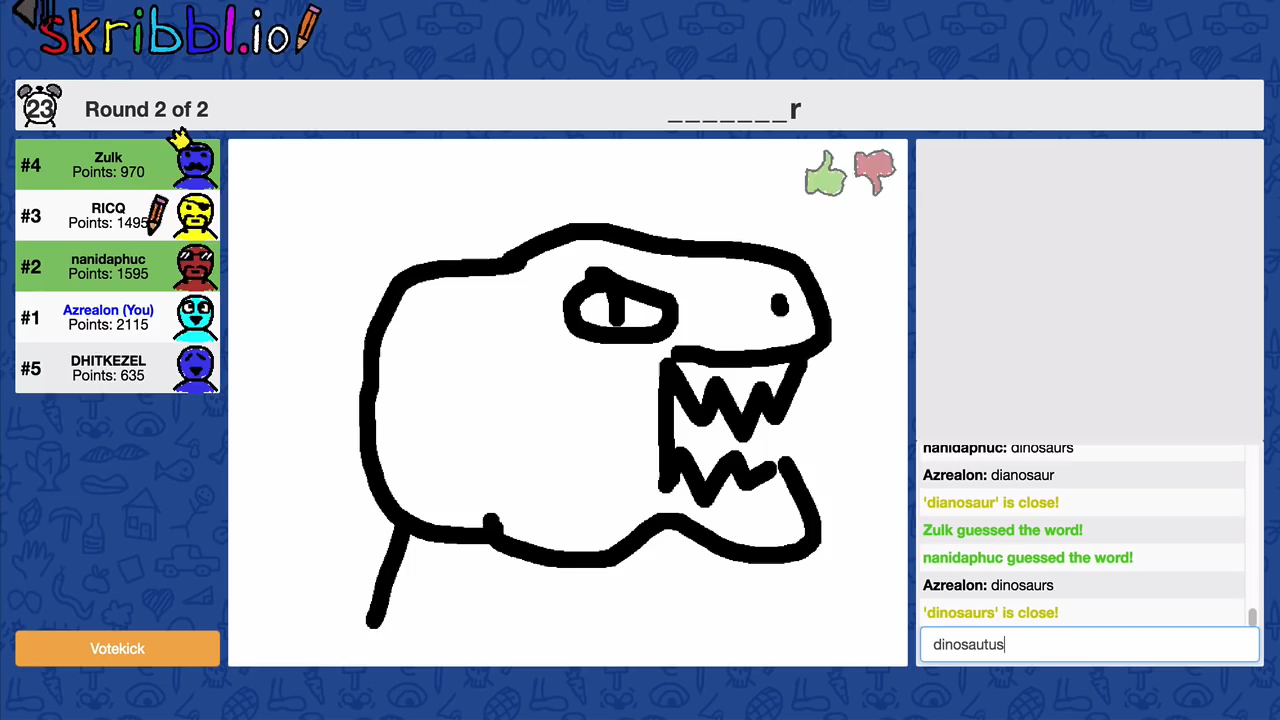 skribbl.io!
23
Round 2 of 2
_______r
#4
Zulk
Points: 970
#3
RICQ
Points: 1495
#2
nanidaphuc
Points: 1595
#1
Azrealon (You)
Points: 2115
#5
DHITKEZEL
Points: 635
Votekick
nanidaphuc: dinosaurs
Azrealon: dianosaur
'dianosaur' is close!
Zulk guessed the word!
nanidaphuc guessed the word!
Azrealon: dinosaurs
'dinosaurs' is close!
dinosautus